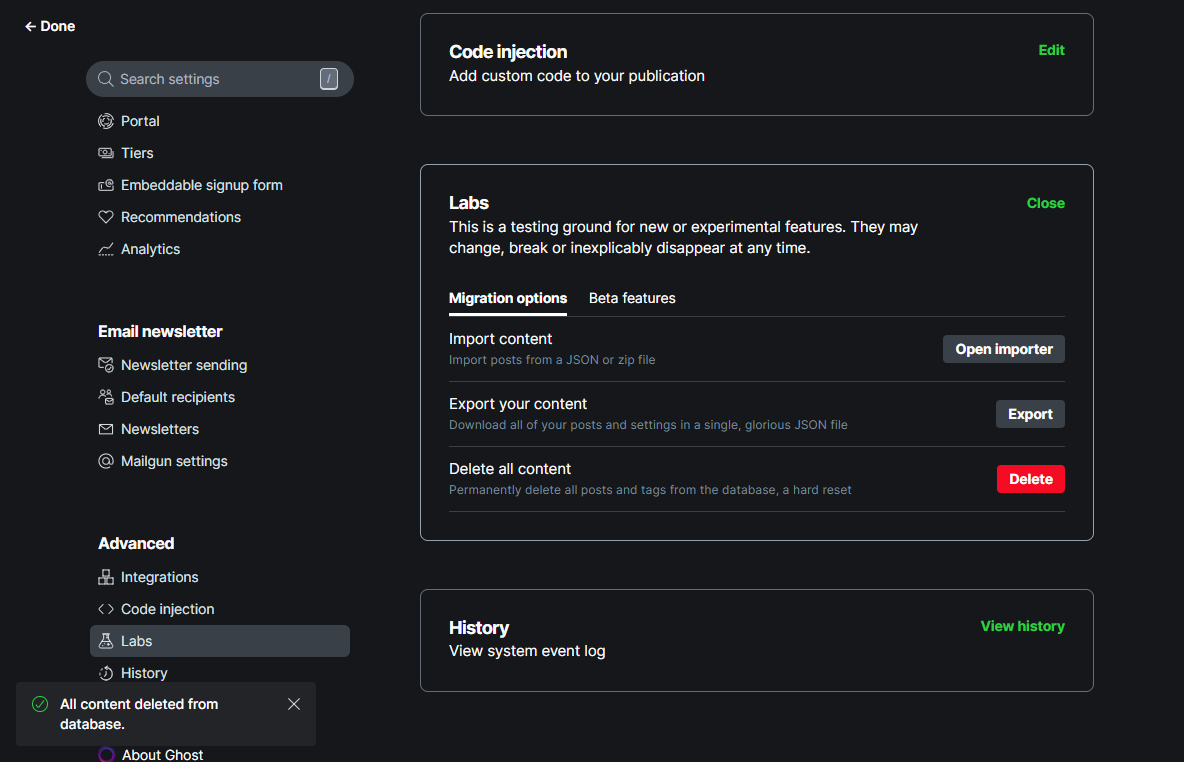 ← Done
Search settings /
Portal
Tiers
Embeddable signup form
Recommendations
Analytics
Email newsletter
Newsletter sending
Default recipients
Newsletters
Mailgun settings
Advanced
Integrations
Code injection
Labs
History
All content deleted from
database.
About Ghost
Code injection
Edit
Add custom code to your publication
Labs
Close
This is a testing ground for new or experimental features. They may
change, break or inexplicably disappear at any time.
Migration options Beta features
Import content
Import posts from a JSON or zip file
Open importer
Export your content
Download all of your posts and settings in a single, glorious JSON file
Export
Delete all content
Permanently delete all posts and tags from the database, a hard reset
Delete
History
View history
View system event log